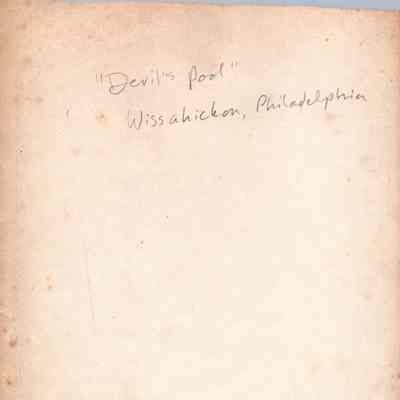 "Devil's Pool"
Wissahickon, Philadelphia